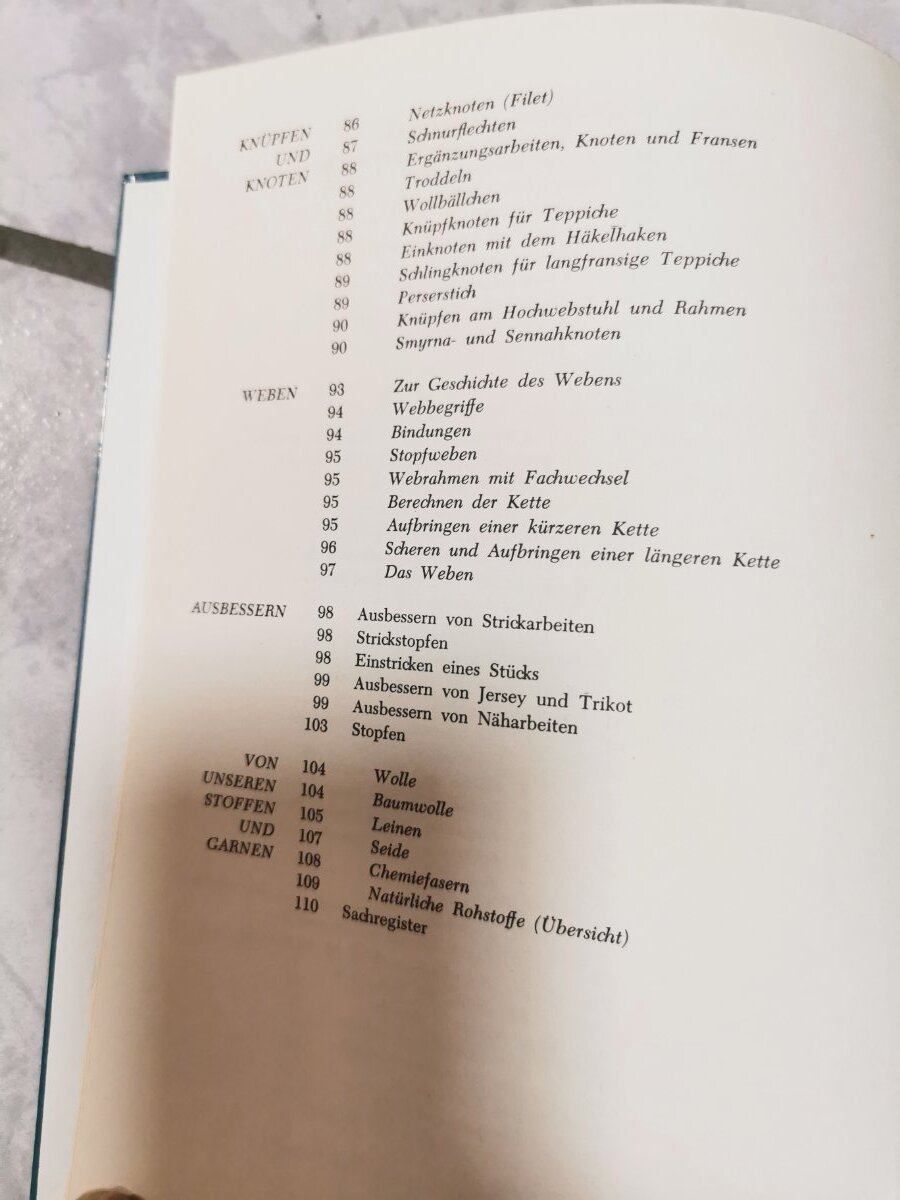 KNÜPFEN 86 Netzknoten (Filet)
UND 87 Schnurflechten
KNOTEN 88 Ergänzungsarbeiten, Knoten und Fransen
88 Troddeln
88 Wollbällchen
88 Knüpfknoten für Teppiche
88 Einknoten mit dem Häkelhaken
89 Schlingknoten für langfransige Teppiche
89 Perserstich
90 Knüpfen am Hochwebstuhl und Rahmen
90 Smyrna- und Sennahknoten
WEBEN 93 Zur Geschichte des Webens
94 Webbegriffe
94 Bindungen
95 Stopfweben
95 Webrahmen mit Fachwechsel
95 Berechnen der Kette
95 Aufbringen einer kürzeren Kette
96 Scheren und Aufbringen einer längeren Kette
97 Das Weben
AUSBESSERN 98 Ausbessern von Strickarbeiten
98 Strickstopfen
98 Einstricken eines Stücks
99 Ausbessern von Jersey und Trikot
99 Ausbessern von Näharbeiten
103 Stopfen
VON 104 Wolle
UNSEREN 104 Baumwolle
STOFFEN 105 Leinen
UND 107 Seide
GARNEN 108 Chemiefasern
109 Natürliche Rohstoffe (Übersicht)
110 Sachregister